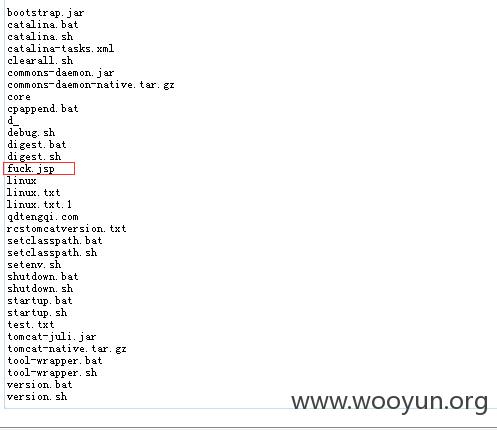 bootstrap.jar
catalina.bat
catalina.sh
catalina-tasks.xml
clearall.sh
commons-daemon.jar
commons-daemon-native.tar.gz
core
cpappend.bat
d_
debug.sh
digest.bat
digest.sh
fuck.jsp
linux
linux.txt
linux.txt.1
qdtengqi.com
rcstomcatversion.txt
setclasspath.bat
setclasspath.sh
setenv.sh
shutdown.bat
shutdown.sh
startup.bat
startup.sh
test.txt
tomcat-juli.jar
tomcat-native.tar.gz
tool-wrapper.bat
tool-wrapper.sh
version.bat
version.sh
www.wooyun.org